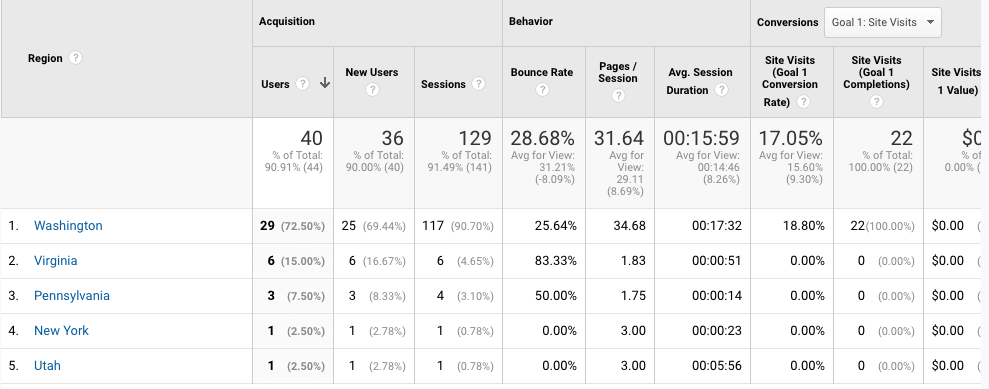 Region ?
Acquisition
Behavior
Conversions Goal 1: Site Visits
Users ?
New Users ?
Sessions ?
Bounce Rate ?
Pages / Session ?
Avg. Session Duration ?
Site Visits (Goal 1 Conversion Rate) ?
Site Visits (Goal 1 Completions) ?
Site Visits 1 Value)
40
% of Total:
90.91% (44)
36
% of Total:
90.00% (40)
129
% of Total:
91.49% (141)
28.68%
Avg for View:
31.21%
(-8.09%)
31.64
Avg for
View:
29.11
(8.69%)
00:15:59
Avg for View:
00:14:46
(8.26%)
17.05%
Avg for View:
15.60%
(9.30%)
22
% of Total:
100.00% (22)
$0
% of
0.00% (
1. Washington 29 (72.50%) 25 (69.44%) 117 (90.70%) 25.64% 34.68 00:17:32 18.80% 22(100.00%) $0.00 (
2. Virginia 6 (15.00%) 6 (16.67%) 6 (4.65%) 83.33% 1.83 00:00:51 0.00% 0 (0.00%) $0.00 (
3. Pennsylvania 3 (7.50%) 3 (8.33%) 4 (3.10%) 50.00% 1.75 00:00:14 0.00% 0 (0.00%) $0.00 (
4. New York 1 (2.50%) 1 (2.78%) 1 (0.78%) 0.00% 3.00 00:00:23 0.00% 0 (0.00%) $0.00 (
5. Utah 1 (2.50%) 1 (2.78%) 1 (0.78%) 0.00% 3.00 00:05:56 0.00% 0 (0.00%) $0.00 (